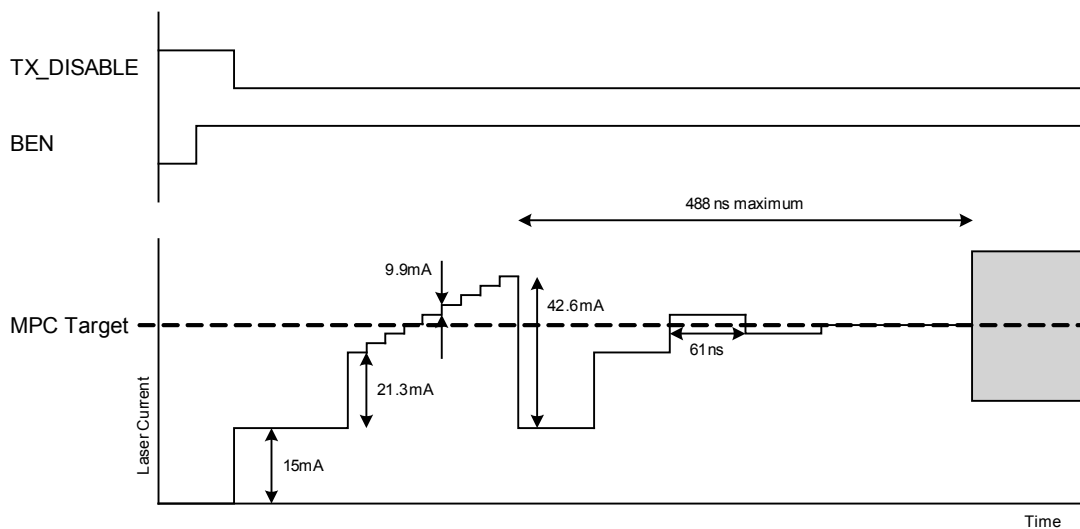 TX_DISABLE
BEN
488 ns maximum
9.9mA
42.6mA
MPC Target
61ns
21.3mA
Laser Current
15mA
Time